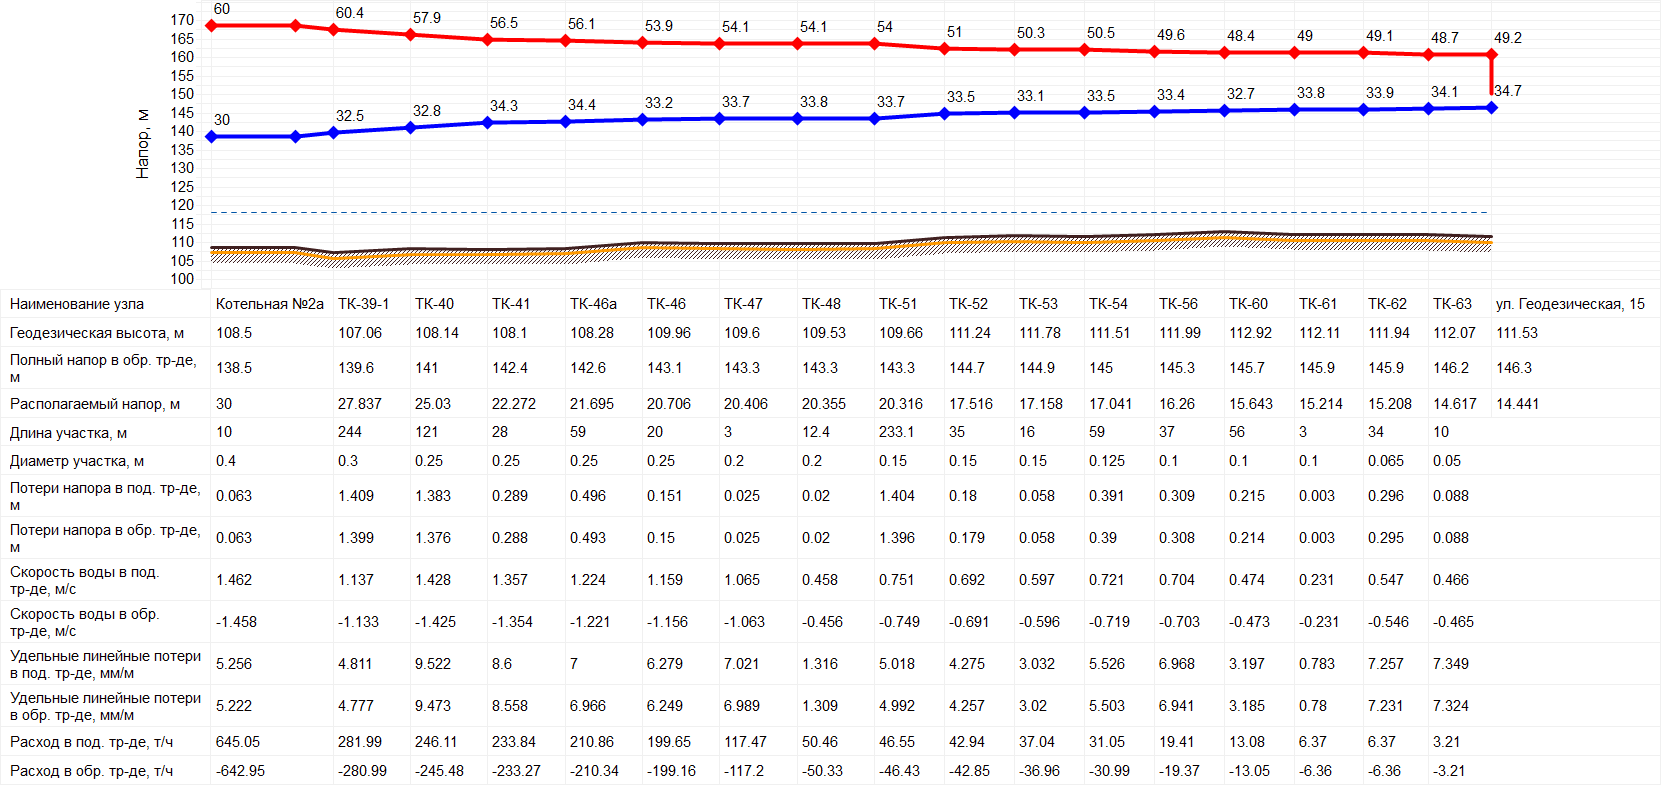 60 60.4 57.9 56.5 56.1 53.9 54.1 54.1 54 51 50.3 50.5 49.6 48.4 49 49.1 48.7 49.2
30 32.5 32.8 34.3 34.4 33.2 33.7 33.8 33.7 33.5 33.1 33.5 33.4 32.7 33.8 33.9 34.1 34.7
Напор, м
170
165
160
155
150
145
140
135
130
125
120
115
110
105
100
Наименование узла Котельная №2а ТК-39-1 ТК-40 ТК-41 ТК-46а ТК-46 ТК-47 ТК-48 ТК-51 ТК-52 ТК-53 ТК-54 ТК-56 ТК-60 ТК-61 ТК-62 ТК-63 ул. Геодезическая, 15
Геодезическая высота, м 108.5 107.06 108.14 108.1 108.28 109.96 109.6 109.53 109.66 111.24 111.78 111.51 111.99 112.92 112.11 111.94 112.07 111.53
Полный напор в обр. тр-де,
м 138.5 139.6 141 142.4 142.6 143.1 143.3 143.3 143.3 144.7 144.9 145 145.3 145.7 145.9 145.9 146.2 146.3
Располагаемый напор, м 30 27.837 25.03 22.272 21.695 20.706 20.406 20.355 20.316 17.516 17.158 17.041 16.26 15.643 15.214 15.208 14.617 14.441
Длина участка, м 10 244 121 28 59 20 3 12.4 233.1 35 16 59 37 56 3 34 10
Диаметр участка, м 0.4 0.3 0.25 0.25 0.25 0.25 0.2 0.2 0.15 0.15 0.15 0.125 0.1 0.1 0.1 0.065 0.05
Потери напора в под. тр-де,
м 0.063 1.409 1.383 0.289 0.496 0.151 0.025 0.02 1.404 0.18 0.058 0.391 0.309 0.215 0.003 0.296 0.088
Потери напора в обр. тр-де,
м 0.063 1.399 1.376 0.288 0.493 0.15 0.025 0.02 1.396 0.179 0.058 0.39 0.308 0.214 0.003 0.295 0.088
Скорость воды в под.
тр-де, м/с 1.462 1.137 1.428 1.357 1.224 1.159 1.065 0.458 0.751 0.692 0.597 0.721 0.704 0.474 0.231 0.547 0.466
Скорость воды в обр.
тр-де, м/с -1.458 -1.133 -1.425 -1.354 -1.221 -1.156 -1.063 -0.456 -0.749 -0.691 -0.596 -0.719 -0.703 -0.473 -0.231 -0.546 -0.465
Удельные линейные потери
в под. тр-де, мм/м 5.256 4.811 9.522 8.6 7 6.279 7.021 1.316 5.018 4.275 3.032 5.526 6.968 3.197 0.783 7.257 7.349
Удельные линейные потери
в обр. тр-де, мм/м 5.222 4.777 9.473 8.558 6.966 6.249 6.989 1.309 4.992 4.257 3.02 5.503 6.941 3.185 0.78 7.231 7.324
Расход в под. тр-де, т/ч 645.05 281.99 246.11 233.84 210.86 199.65 117.47 50.46 46.55 42.94 37.04 31.05 19.41 13.08 6.37 6.37 3.21
Расход в обр. тр-де, т/ч -642.95 -280.99 -245.48 -233.27 -210.34 -199.16 -117.2 -50.33 -46.43 -42.85 -36.96 -30.99 -19.37 -13.05 -6.36 -6.36 -3.21